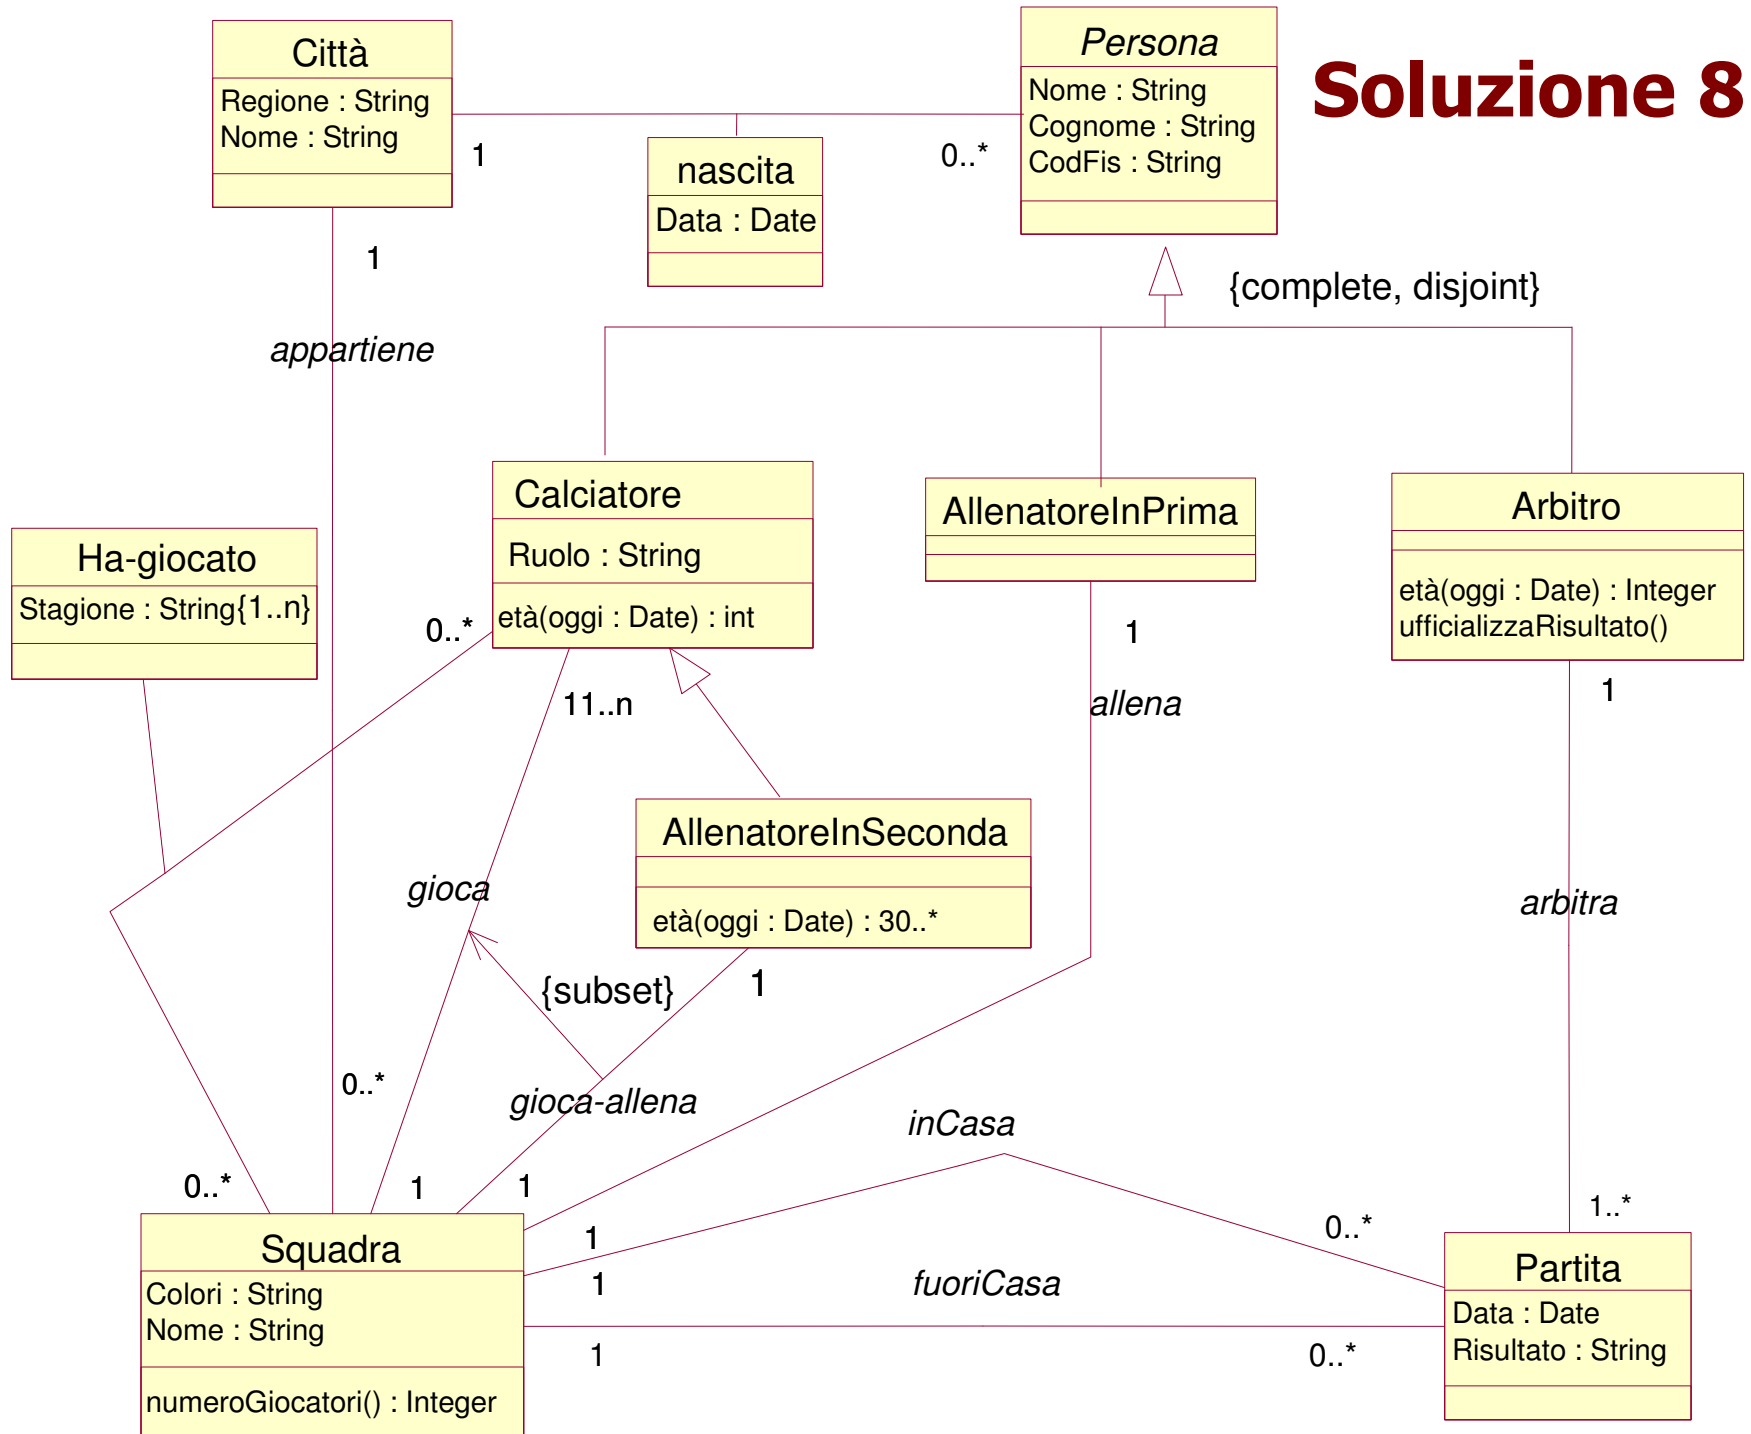 Soluzione 8
Città
Regione : String
Nome : String
1
1
nascita
Data : Date
0..*
Persona
Nome : String
Cognome : String
CodFis : String
{complete, disjoint}
appartiene
Ha-giocato
Stagione : String{1..n}
Calciatore
Ruolo : String
età(oggi : Date) : int
0..*
11..n
AllenatoreInPrima
1
allena
Arbitro
età(oggi : Date) : Integer
ufficializzaRisultato()
1
AllenatoreInSeconda
età(oggi : Date) : 30..*
1
gioca
{subset}
gioca-allena
arbitra
0..*
inCasa
0..*
1
1
1
1
fuoriCasa
1
0..*
0..*
1..*
Squadra
Colori : String
Nome : String
numeroGiocatori() : Integer
Partita
Data : Date
Risultato : String